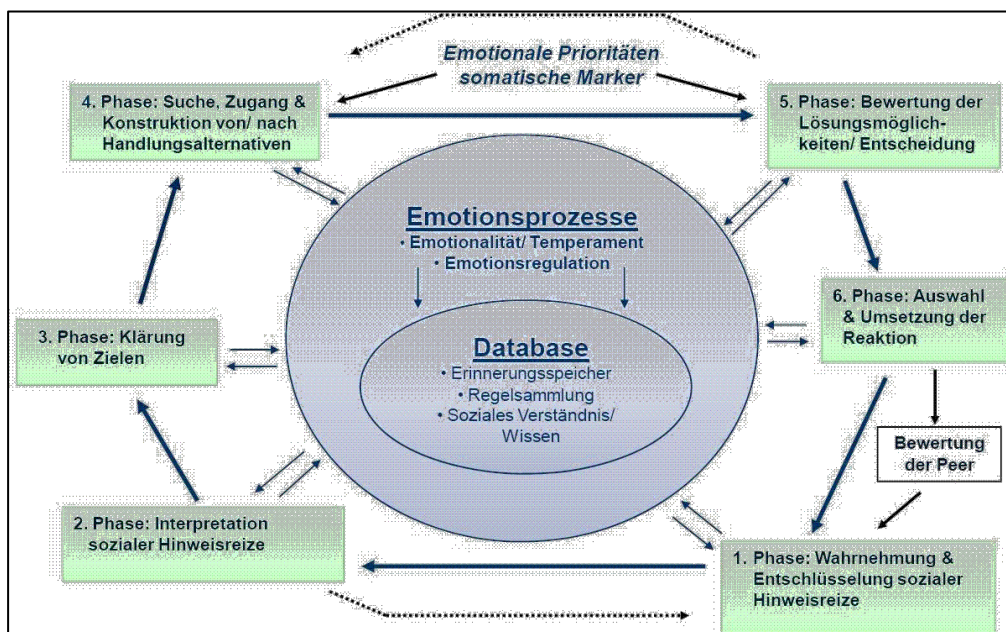 Emotionale Prioritäten
somatische Marker
4. Phase: Suche, Zugang &
Konstruktion von/ nach
Handlungsalternativen
5. Phase: Bewertung der
Lösungsmöglich-
keiten/ Entscheidung
Emotionsprozesse
• Emotionalität/ Temperament
• Emotionsregulation
3. Phase: Klärung
von Zielen
6. Phase: Auswahl
& Umsetzung der
Reaktion
Database
• Erinnerungsspeicher
• Regelsammlung
• Soziales Verständnis/
Wissen
Bewertung
der Peer
2. Phase: Interpretation
sozialer Hinweisreize
1. Phase: Wahrnehmung &
Entschlüsselung sozialer
Hinweisreize